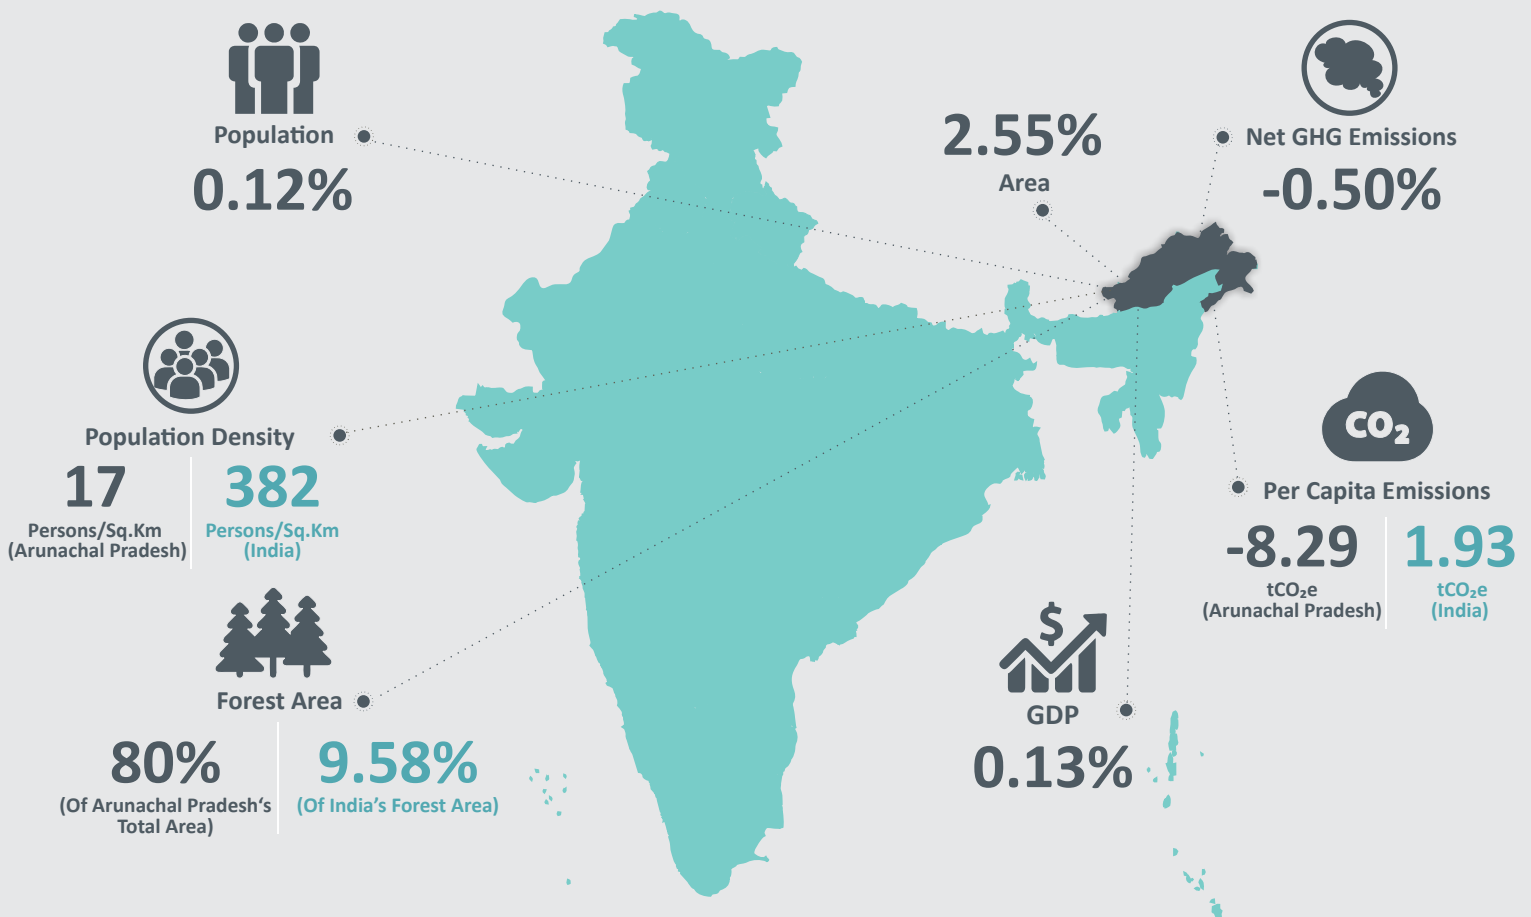 Population
0.12%
2.55%
Area
Net GHG Emissions
-0.50%
Population Density
17
Persons/Sq.Km
(Arunachal Pradesh)
382
Persons/Sq.Km
(India)
CO₂
Per Capita Emissions
-8.29
tCO₂e
(Arunachal Pradesh)
1.93
tCO₂e
(India)
Forest Area
80%
(Of Arunachal Pradesh‘s
Total Area)
9.58%
(Of India’s Forest Area)
$
GDP
0.13%